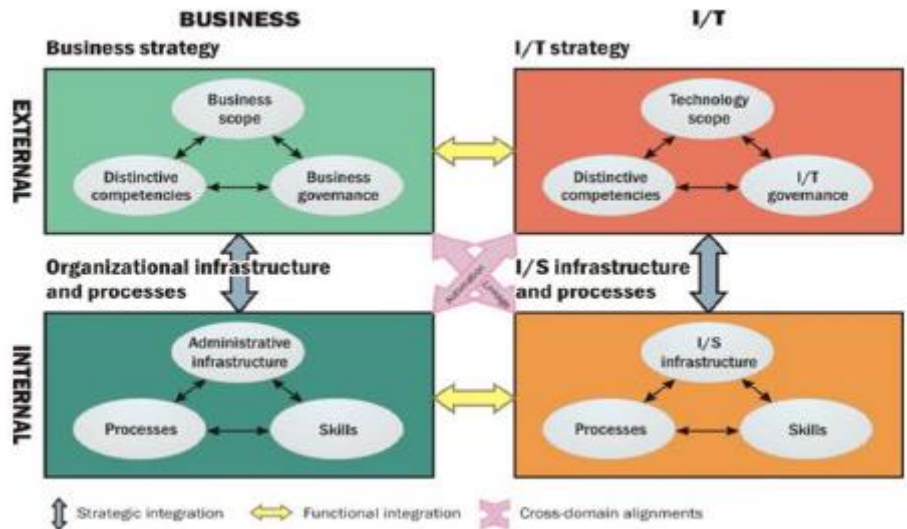 BUSINESS
I/T
Business strategy
I/T strategy
EXTERNAL
Business
scope
Distinctive
competencies
Business
governance
Technology
scope
Distinctive
competencies
I/T
governance
Organizational infrastructure
and processes
Automation
Linkage
I/S infrastructure
and processes
INTERNAL
Administrative
infrastructure
Processes
Skills
I/S
infrastructure
Processes
Skills
Strategic integration
Functional integration
Cross-domain alignments